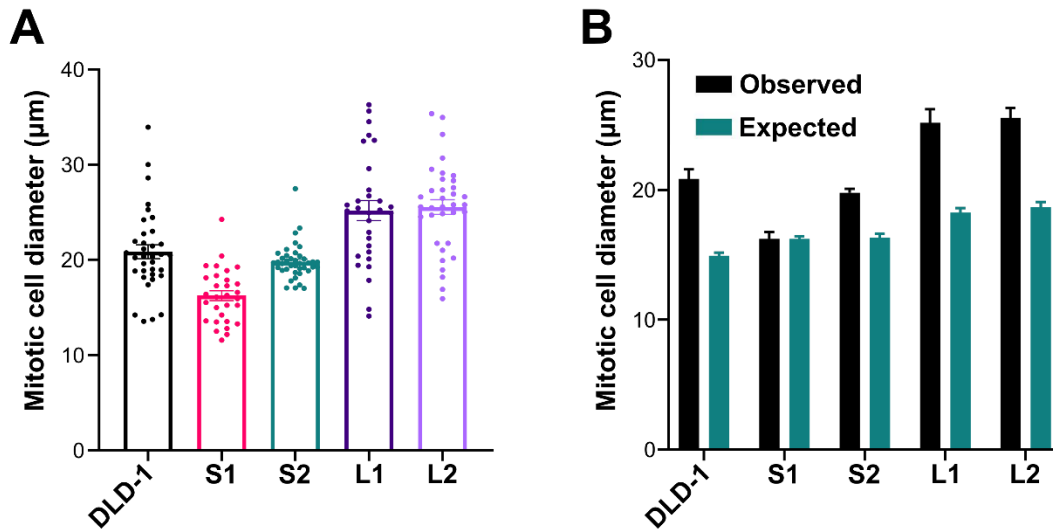 A
Mitotic cell diameter (µm)
40
30
20
10
0
DLD-1
S1
S2
L1
L2
B
Mitotic cell diameter (µm)
30
20
10
0
Observed
Expected
DLD-1
S1
S2
L1
L2